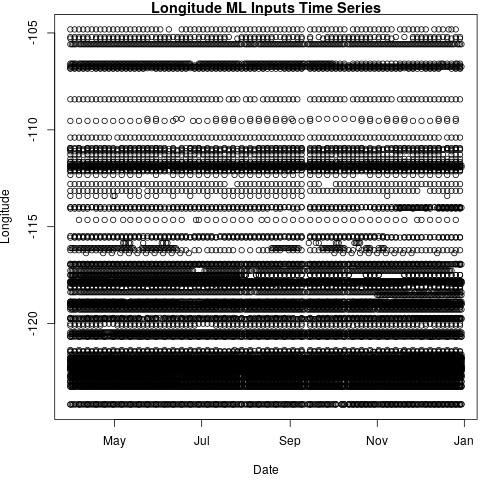 Longitude ML Inputs Time Series
-105
-110
-115
-120
Longitude
May
Jul
Sep
Nov
Jan
Date